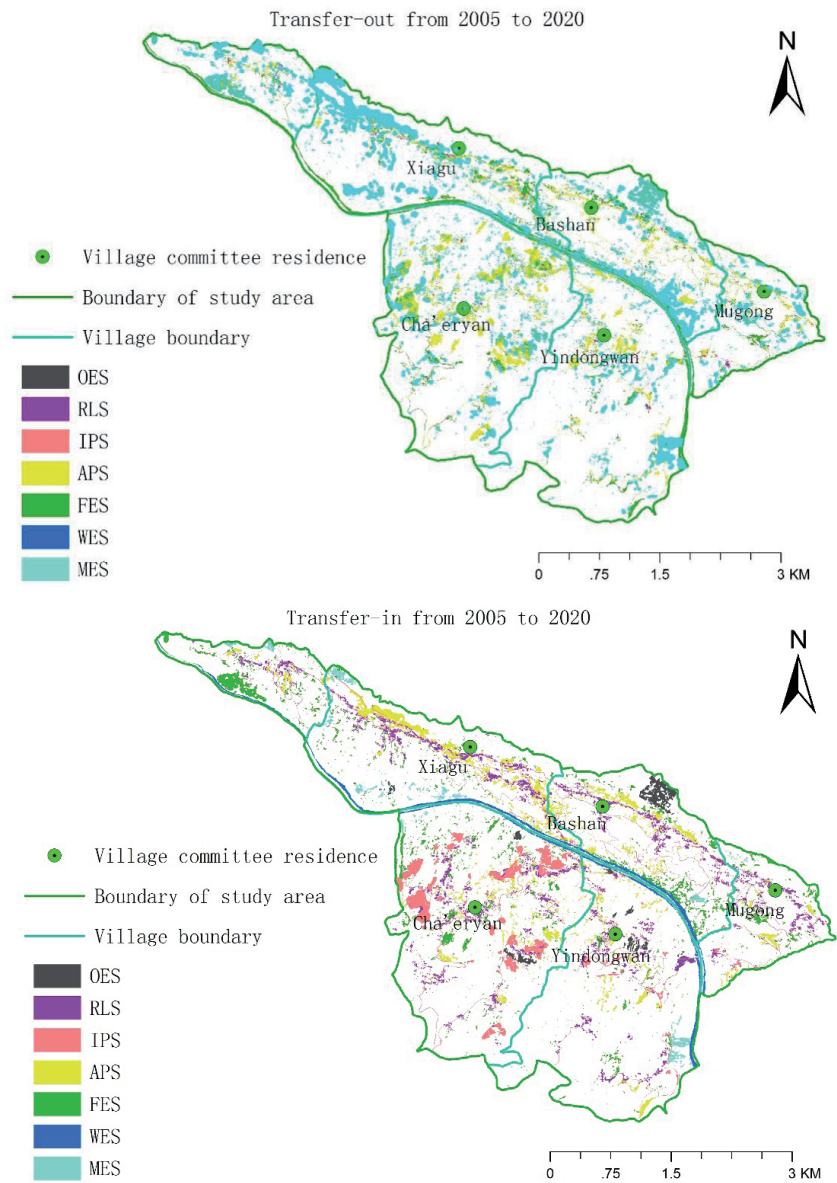 Transfer-out from 2005 to 2020
N
Xiagu
Bashan
Village committee residence
Boundary of study area
Mugong
Cha'eryan
Village boundary
Yindongwan
OES
RLS
IPS
APS
FES
WES
MES
0 .75 1.5 3 KM
Transfer-in from 2005 to 2020
N
Xiagu
Bashan
Village committee residence
Boundary of study area
Mugong
Cha'eryan
Village boundary
Yindongwan
OES
RLS
IPS
APS
FES
WES
MES
0 .75 1.5 3 KM